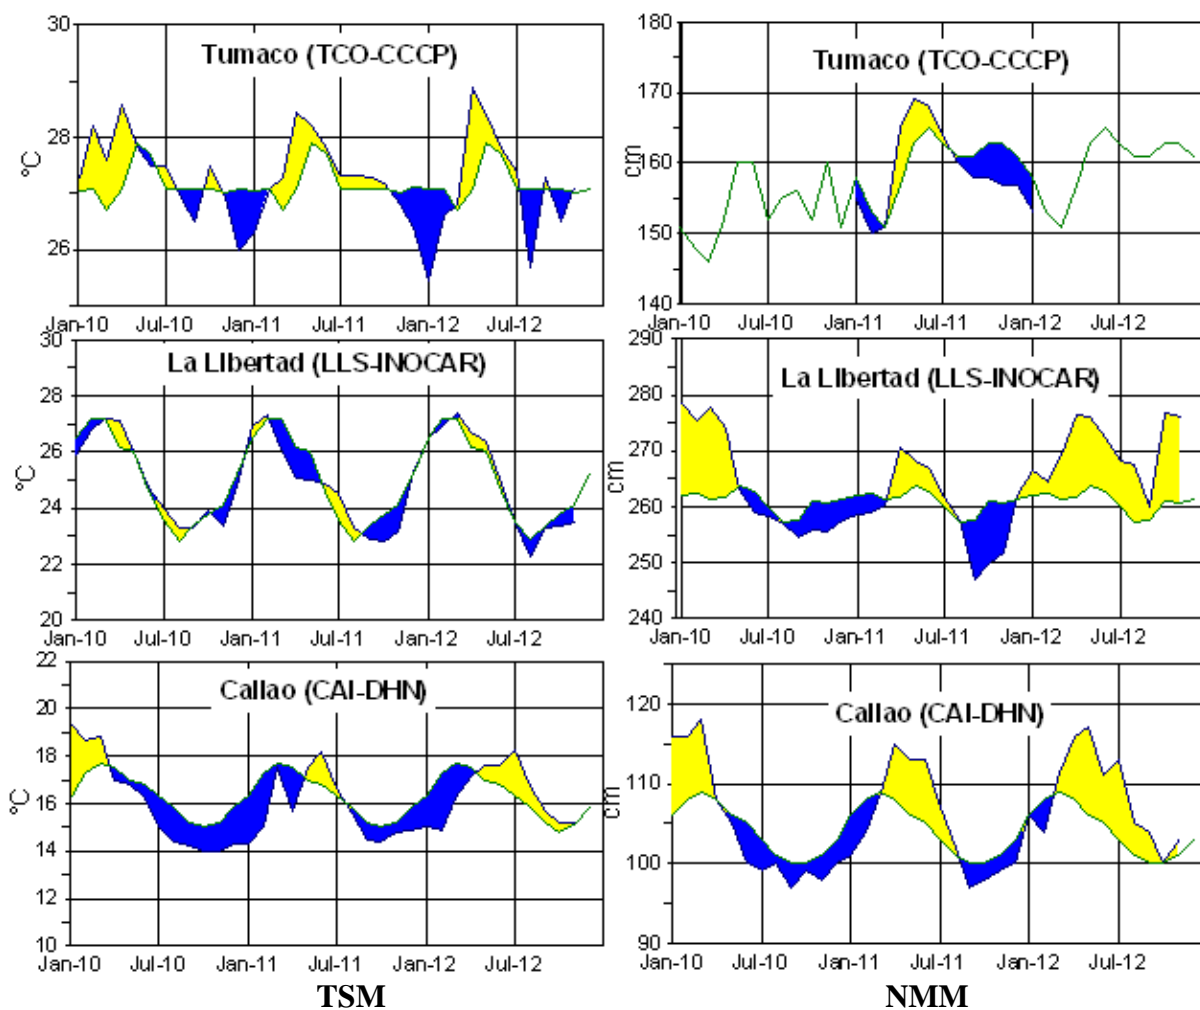 Tumaco (TCO-CCCP)
°C
30
28
26
Jan-10 Jul-10 Jan-11 Jul-11 Jan-12 Jul-12
Tumaco (TCO-CCCP)
cm
180
170
160
150
140
Jan-10 Jul-10 Jan-11 Jul-11 Jan-12 Jul-12
La LIbertad (LLS-INOCAR)
°C
30
28
26
24
22
20
Jan-10 Jul-10 Jan-11 Jul-11 Jan-12 Jul-12
La LIbertad (LLS-INOCAR)
cm
290
280
270
260
250
240
Jan-10 Jul-10 Jan-11 Jul-11 Jan-12 Jul-12
Callao (CAI-DHN)
°C
22
20
18
16
14
12
10
Jan-10 Jul-10 Jan-11 Jul-11 Jan-12 Jul-12
TSM
Callao (CAI-DHN)
cm
120
110
100
90
Jan-10 Jul-10 Jan-11 Jul-11 Jan-12 Jul-12
NMM